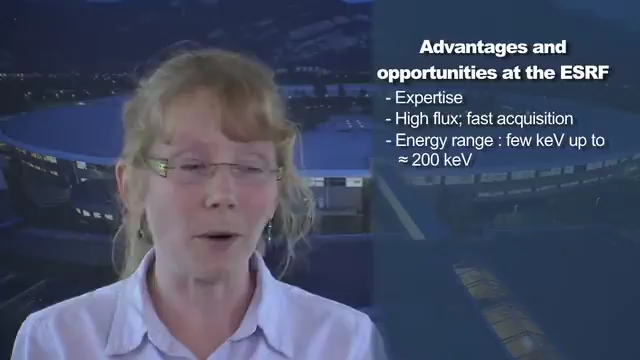 Advantages and
opportunities at the ESRF
- Expertise
- High flux; fast acquisition
- Energy range : few keV up to
≈ 200 keV